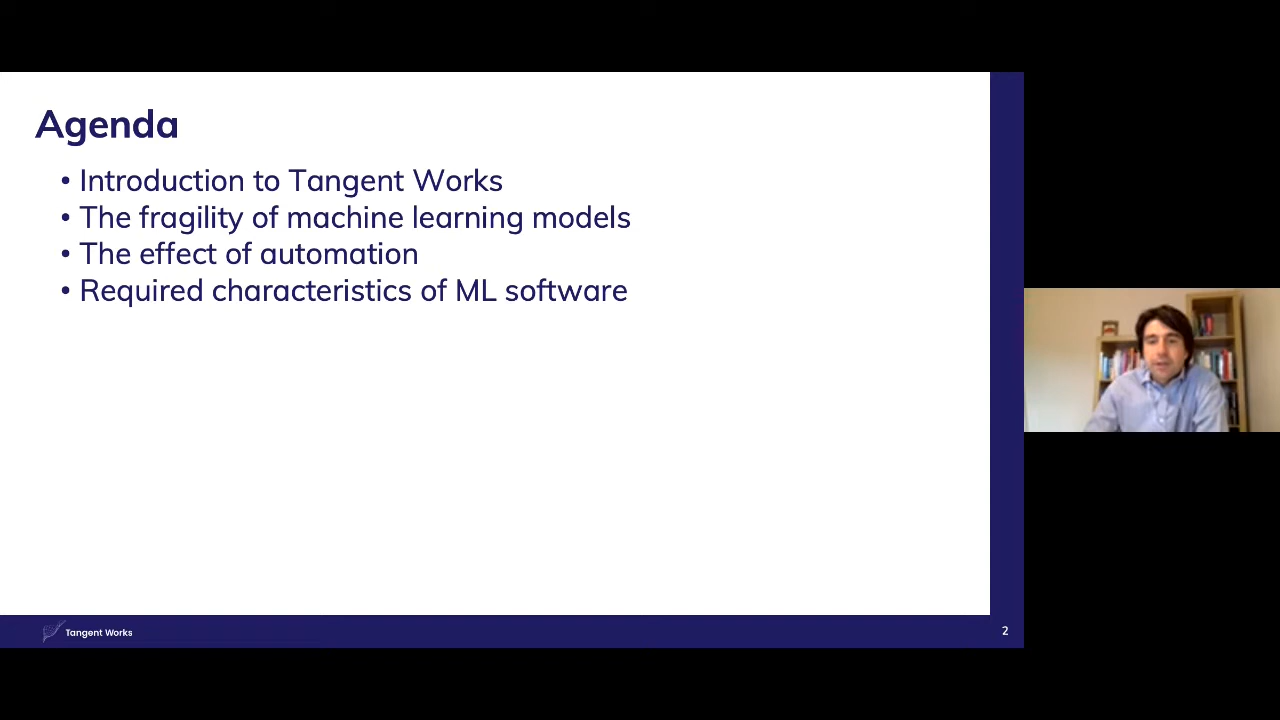 Agenda
• Introduction to Tangent Works
• The fragility of machine learning models
• The effect of automation
• Required characteristics of ML software
Tangent Works
2